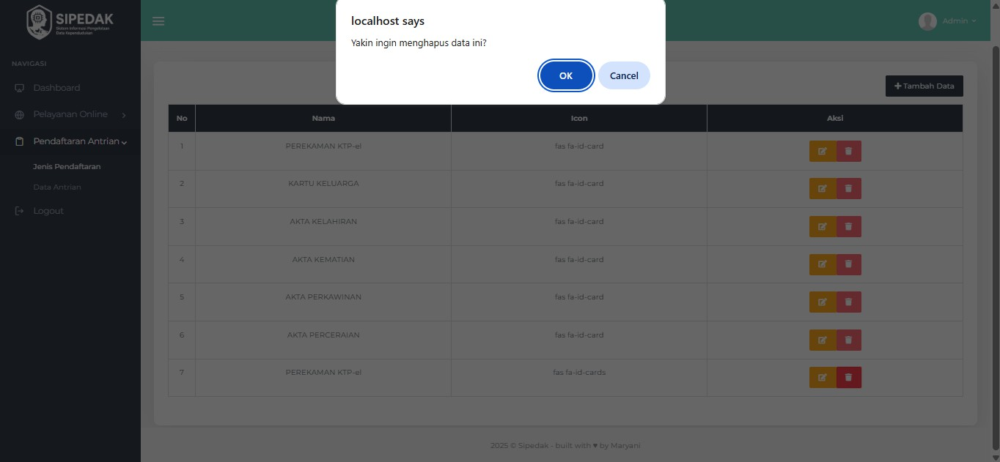 SIPEDAK
Sistem Informasi Pengelolaan
Data Kependudukan
localhost says
Yakin ingin menghapus data ini?
OK
Cancel
Admin
NAVIGASI
Dashboard
Pelayanan Online
Pendaftaran Antrian
Jenis Pendaftaran
Data Antrian
Logout
Tambah Data
No Nama Icon Aksi
1 PEREKAMAN KTP-el fas fa-id-card
2 KARTU KELUARGA fas fa-id-card
3 AKTA KELAHIRAN fas fa-id-card
4 AKTA KEMATIAN fas fa-id-card
5 AKTA PERKAWINAN fas fa-id-card
6 AKTA PERCERAIAN fas fa-id-card
7 PEREKAMAN KTP-el fas fa-id-cards
2025 © Sipedak - built with ♥ by Maryani